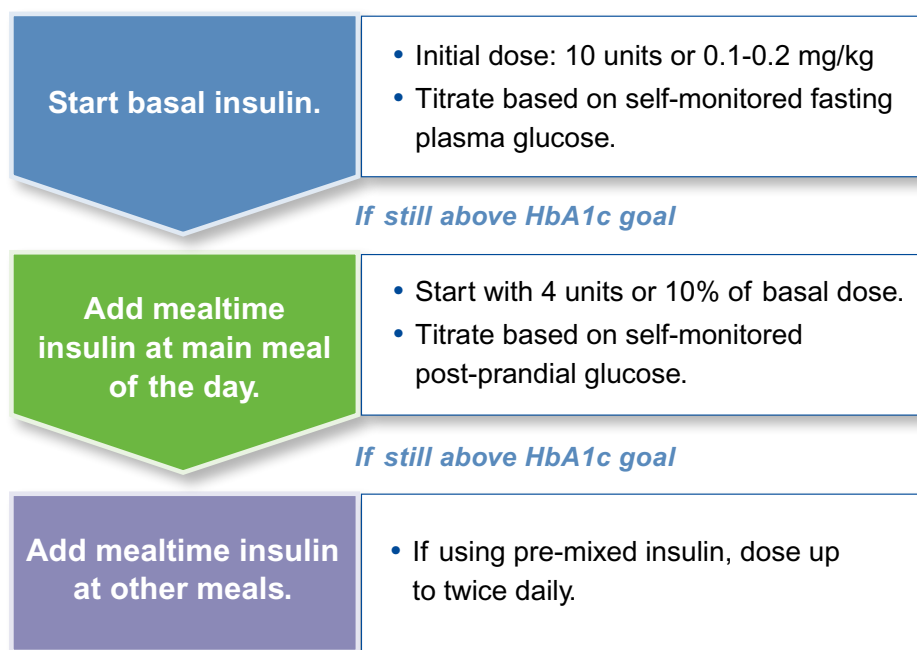 Start basal insulin.
• Initial dose: 10 units or 0.1-0.2 mg/kg
• Titrate based on self-monitored fasting
plasma glucose.
If still above HbA1c goal
Add mealtime
insulin at main meal
of the day.
• Start with 4 units or 10% of basal dose.
• Titrate based on self-monitored
post-prandial glucose.
If still above HbA1c goal
Add mealtime insulin
at other meals.
• If using pre-mixed insulin, dose up
to twice daily.